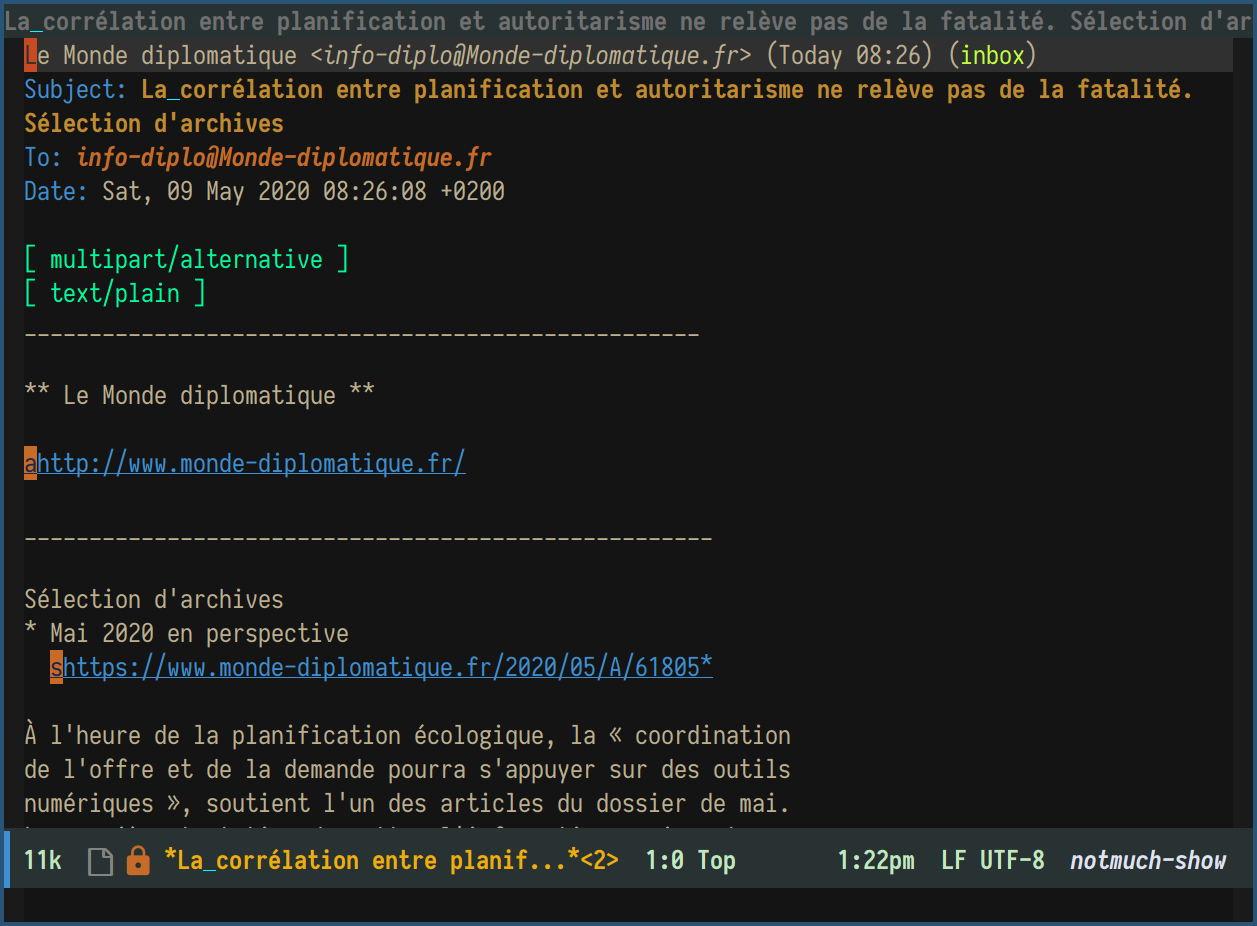 La_corrélation entre planification et autoritarisme ne relève pas de la fatalité. Sélection d'ar
Le Monde diplomatique <info-diplo@Monde-diplomatique.fr> (Today 08:26) (inbox)
Subject: La_corrélation entre planification et autoritarisme ne relève pas de la fatalité.
Sélection d'archives
To: info-diplo@Monde-diplomatique.fr
Date: Sat, 09 May 2020 08:26:08 +0200
[ multipart/alternative ]
[ text/plain ]
----------------------------------------------------
** Le Monde diplomatique **
ahttp://www.monde-diplomatique.fr/
-----------------------------------------------------
Sélection d'archives
* Mai 2020 en perspective
shttps://www.monde-diplomatique.fr/2020/05/A/61805*
À l'heure de la planification écologique, la « coordination
de l'offre et de la demande pourra s'appuyer sur des outils
numériques », soutient l'un des articles du dossier de mai.
11k *La_corrélation entre planif...*<2> 1:0 Top 1:22pm LF UTF-8 notmuch-show